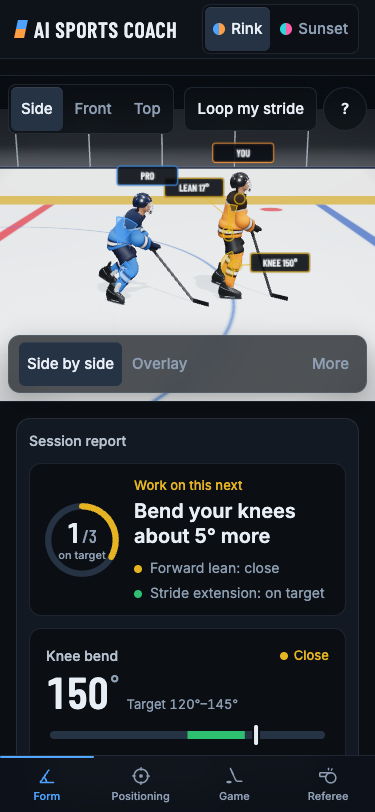 AI SPORTS COACH
Rink
Sunset
Side
Front
Top
Loop my stride
?
YOU
PRO
LEAN 17°
KNEE 150°
Side by side
Overlay
More
Session report
Work on this next
Bend your knees
about 5° more
1/3
on target
Forward lean: close
Stride extension: on target
Knee bend
Close
150°
Target 120°–145°
Form
Positioning
Game
Referee